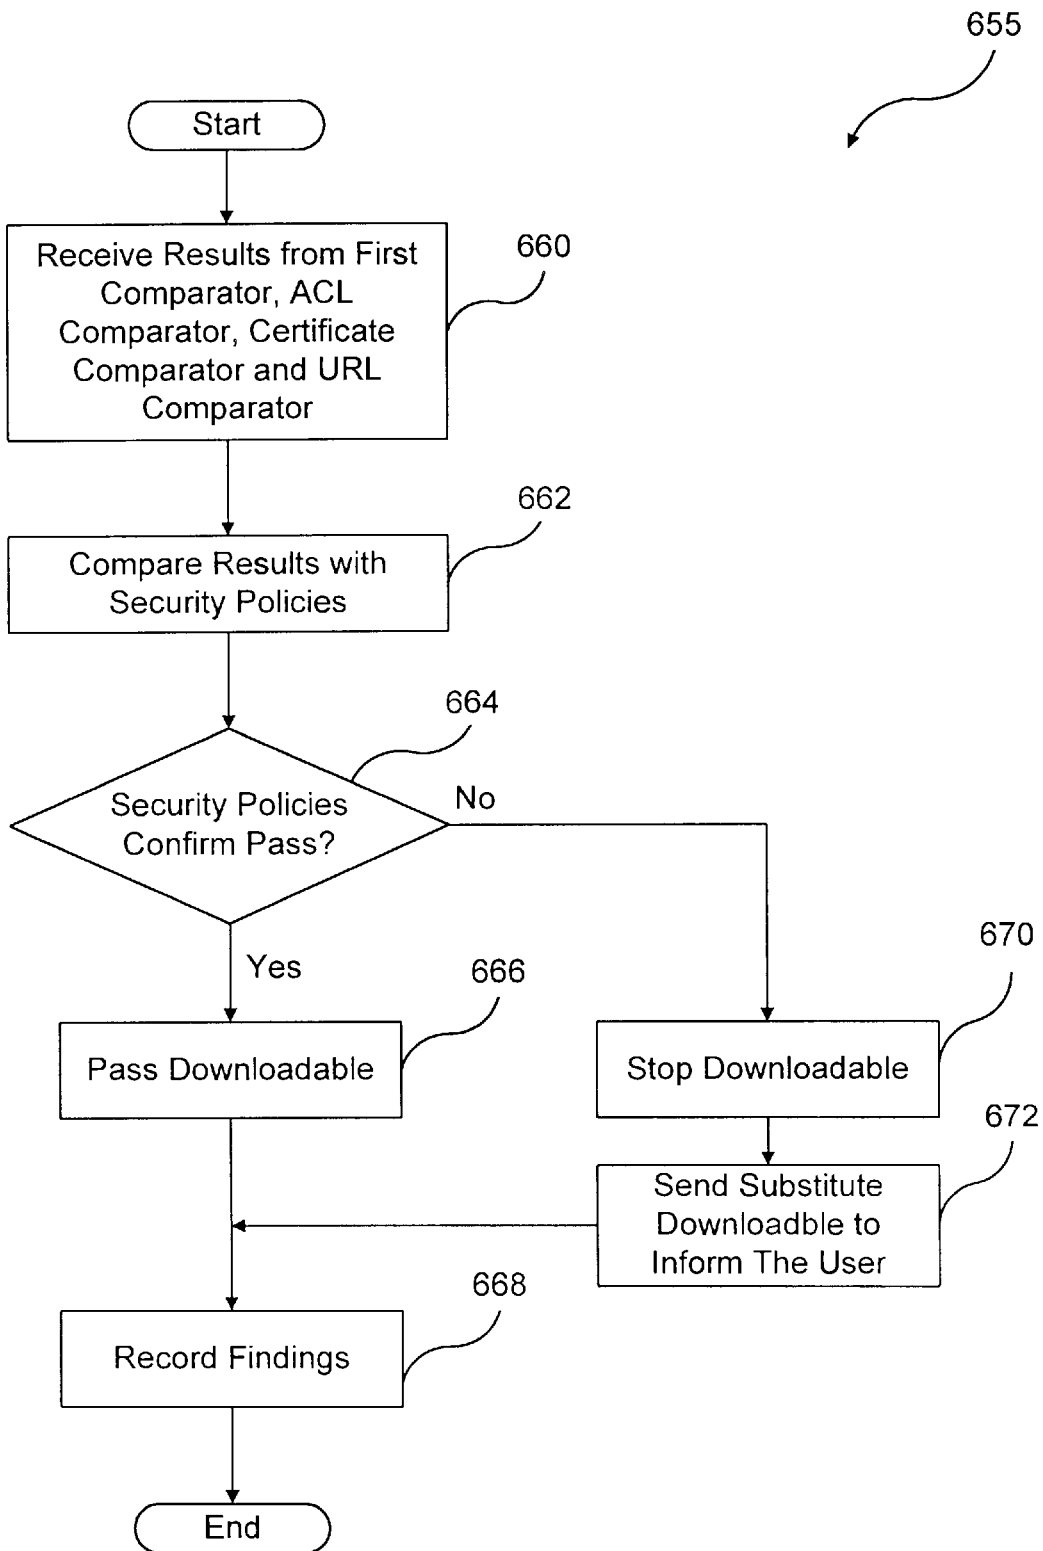 655
Start
Receive Results from First
Comparator, ACL
Comparator, Certificate
Comparator and URL
Comparator
660
Compare Results with
Security Policies
662
664
Security Policies
Confirm Pass?
No
Yes
666
Pass Downloadable
670
Stop Downloadable
672
Send Substitute
Downloadble to
Inform The User
668
Record Findings
End